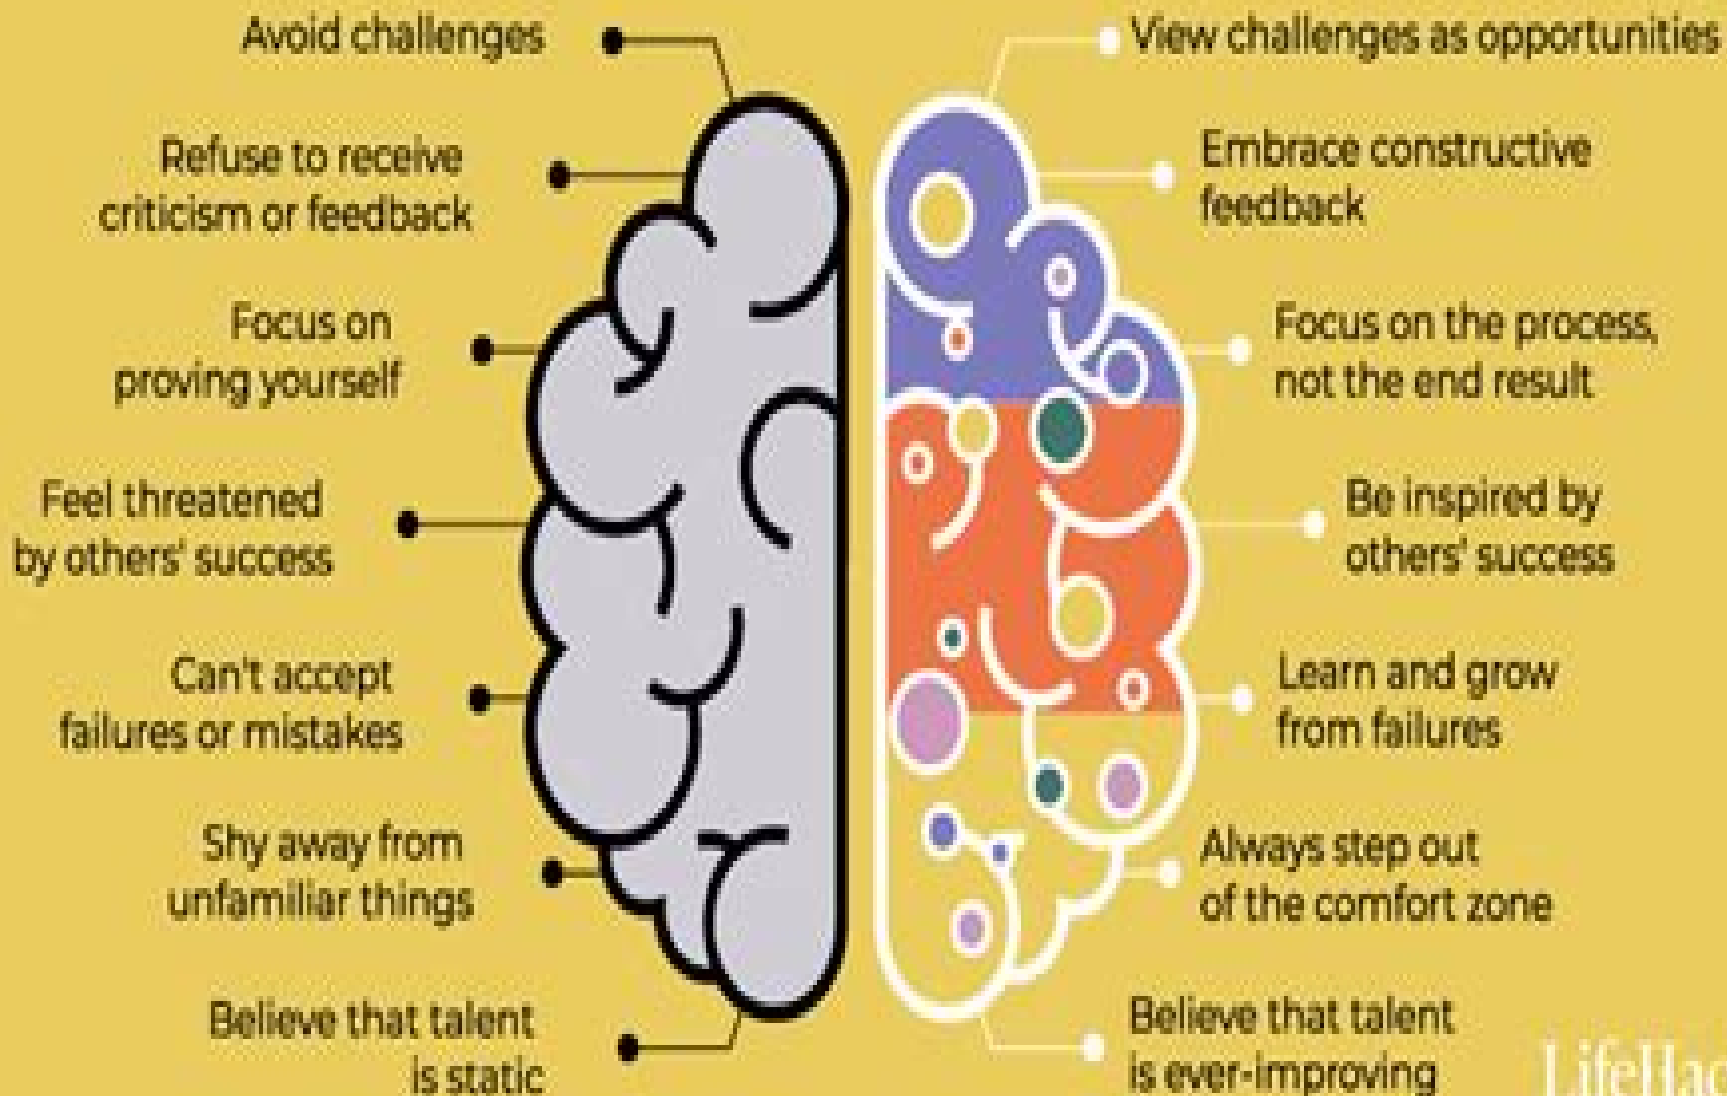 Avoid challenges
Refuse to receive
criticism or feedback
Focus on
proving yourself
Feel threatened
by others' success
Can't accept
failures or mistakes
Shy away from
unfamiliar things
Believe that talent
is static
View challenges as opportunities
Embrace constructive
feedback
Focus on the process,
not the end result
Be inspired by
others' success
Learn and grow
from failures
Always step out
of the comfort zone
Believe that talent
is ever-improving